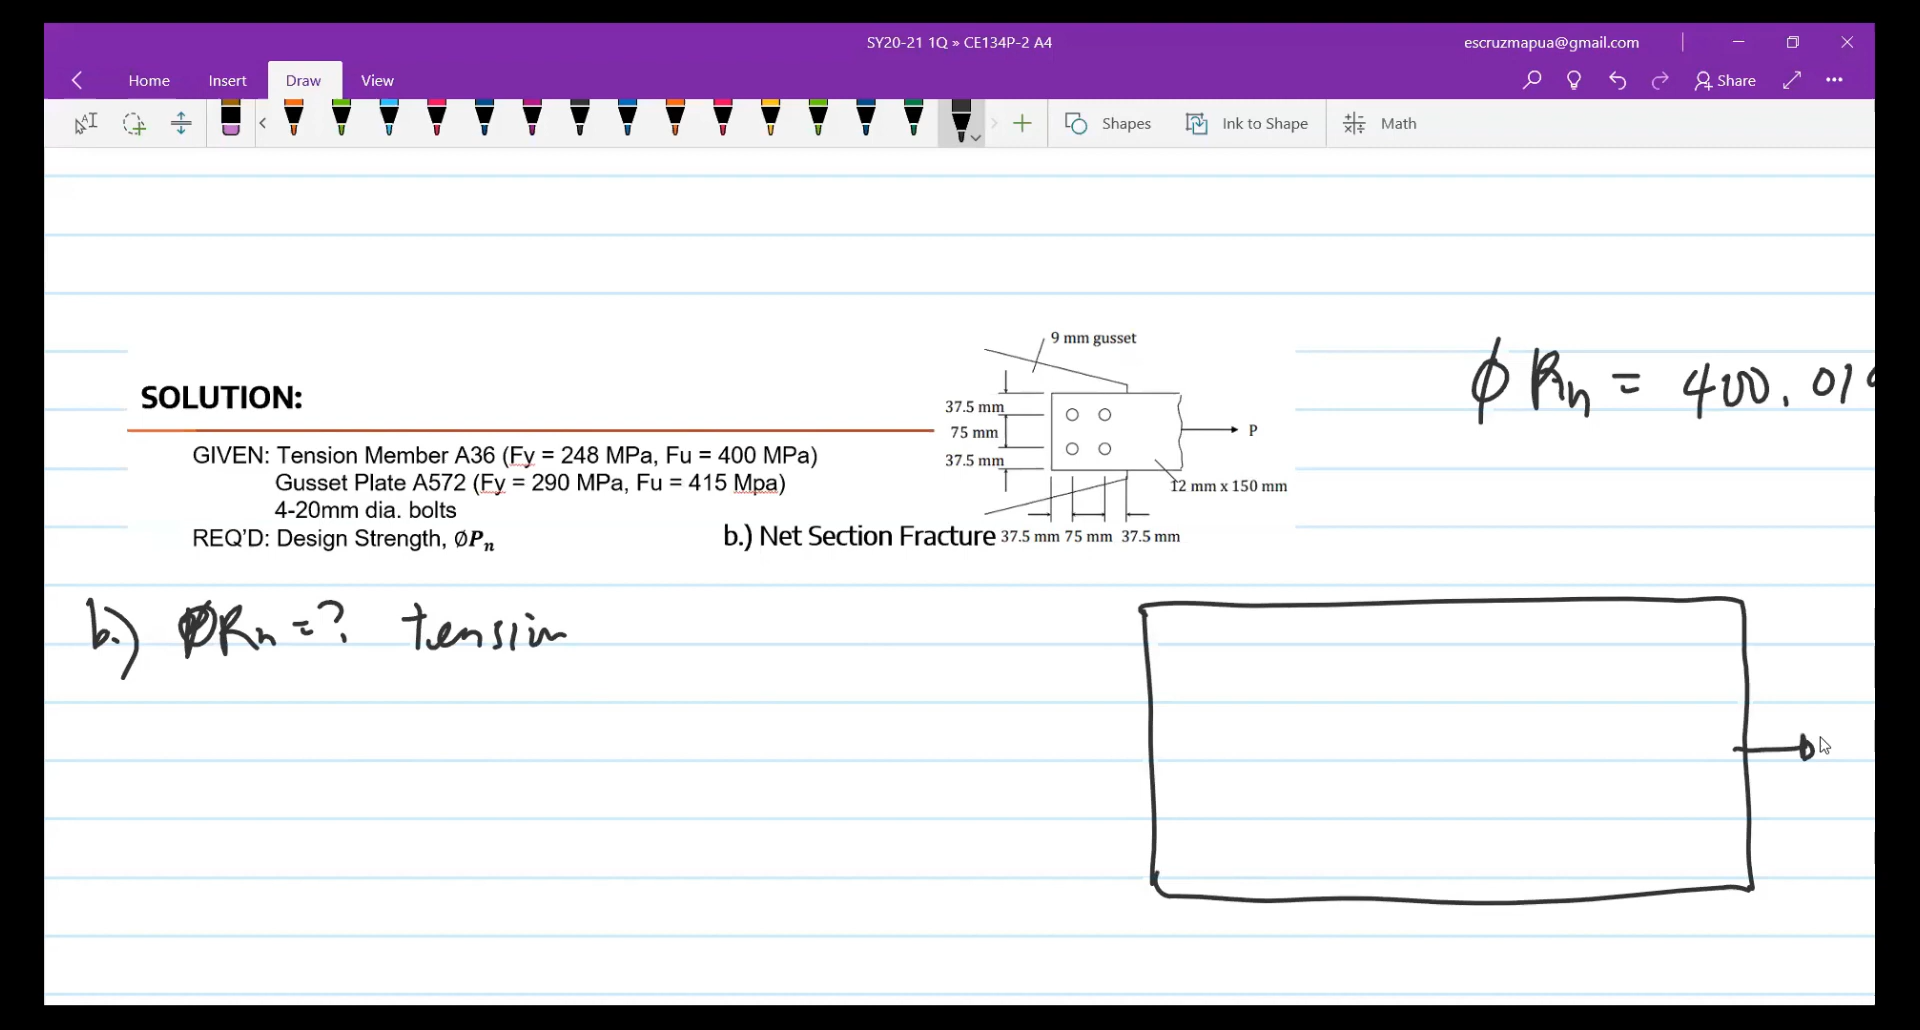 SY20-21 1Q » CE134P-2 A4
escruzmapua@gmail.com
Home Insert Draw View
Share
Shapes Ink to Shape Math
9 mm gusset
ϕ Rn = 400.01
SOLUTION:
37.5 mm
75 mm
P
37.5 mm
GIVEN: Tension Member A36 (Fy = 248 MPa, Fu = 400 MPa)
Gusset Plate A572 (Fy = 290 MPa, Fu = 415 Mpa)
12 mm x 150 mm
4-20mm dia. bolts
REQ'D: Design Strength, ∅Pn
b.) Net Section Fracture
37.5 mm 75 mm 37.5 mm
b.) ϕRn = ? tension